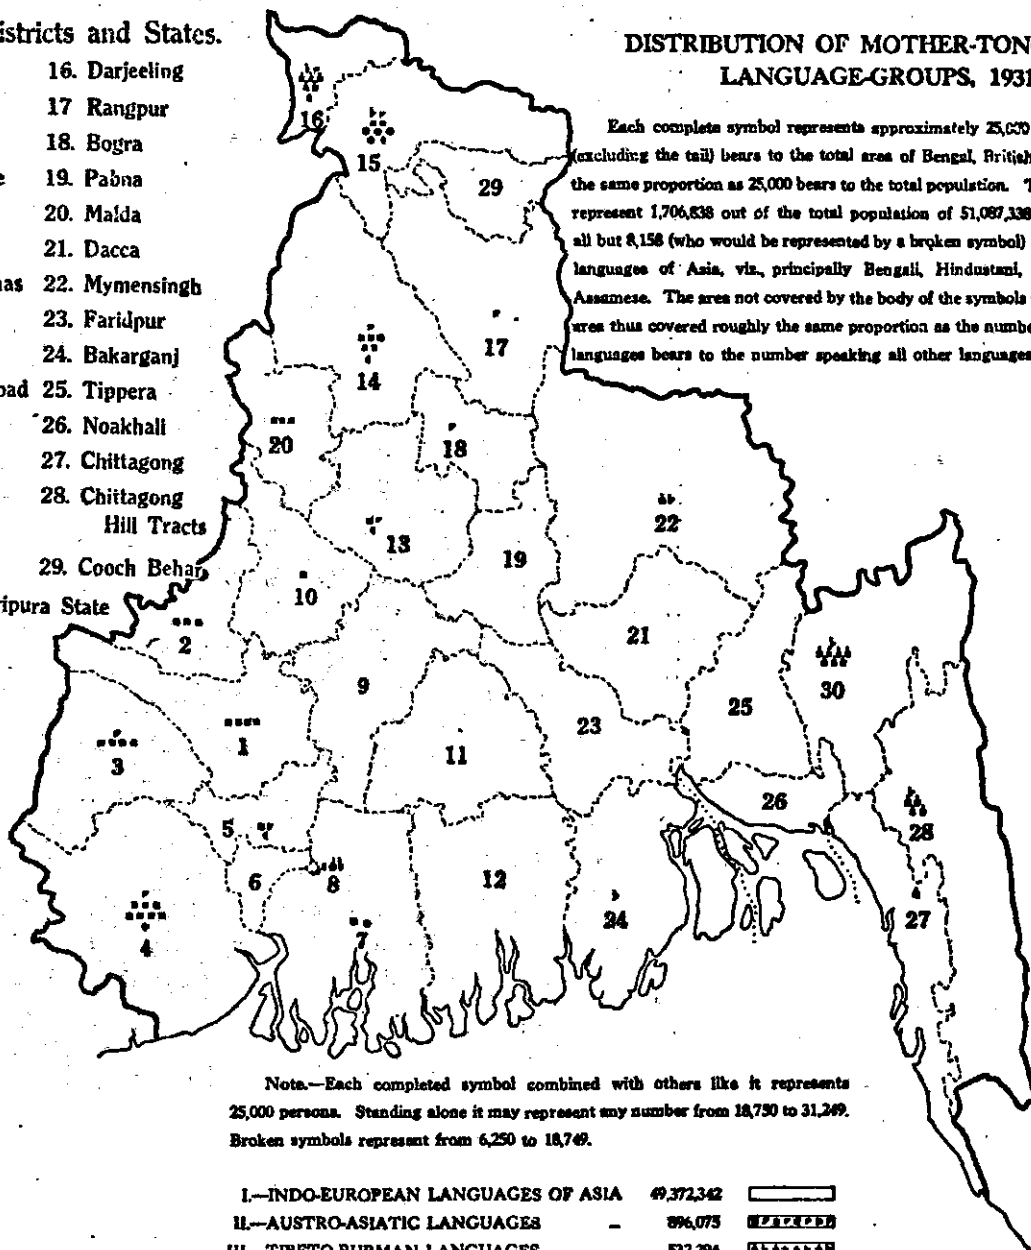 istricts and States.
16. Darjeeling
17 Rangpur
18. Bogra
e 19. Pabna
20. Malda
21. Dacca
nas 22. Mymensingh
23. Faridpur
24. Bakarganj
oad 25. Tippera
26. Noakhali
27. Chittagong
28. Chittagong
Hill Tracts
29. Cooch Behar
ripura State
DISTRIBUTION OF MOTHER-TON
LANGUAGE-GROUPS, 1931
Each complete symbol represents approximately 25,000
(excluding the tail) bears to the total area of Bengal, British
the same proportion as 25,000 bears to the total population. T
represent 1,706,838 out of the total population of 51,087,338
all but 8,158 (who would be represented by a broken symbol)
languages of Asia, viz., principally Bengali, Hindustani,
Assamese. The area not covered by the body of the symbols
area thus covered roughly the same proportion as the numbe
languages bears to the number speaking all other languages
16
15
29
17
14
20
18
22
13
19
10
2
21
9
30
25
1
23
11
3
26
5
28
6
8
12
24
27
7
4
Note.—Each completed symbol combined with others like it represents
25,000 persons. Standing alone it may represent any number from 18,750 to 31,249.
Broken symbols represent from 6,250 to 18,749.
I.—INDO-EUROPEAN LANGUAGES OF ASIA 49,372,342
II.—AUSTRO-ASIATIC LANGUAGES 896,075
III.—TIBETO-BURMAN LANGUAGES